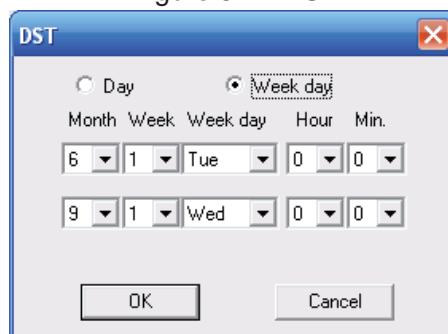 DST
Day Week day
Month Week Week day Hour Min.
6 1 Tue 0 0
9 1 Wed 0 0
OK Cancel